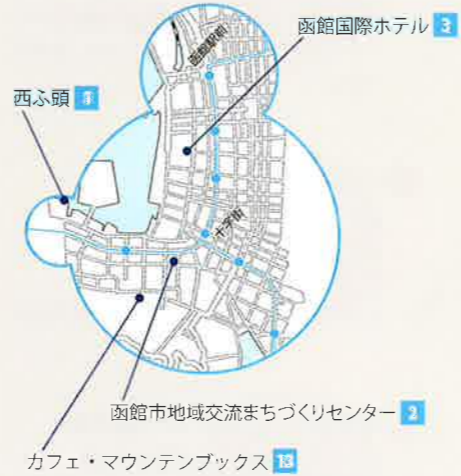 函館国際ホテル 3
函館駅前
西ふ頭
十字街
函館市地域交流まちづくりセンター 2
カフェ・マウンテンブックス 13